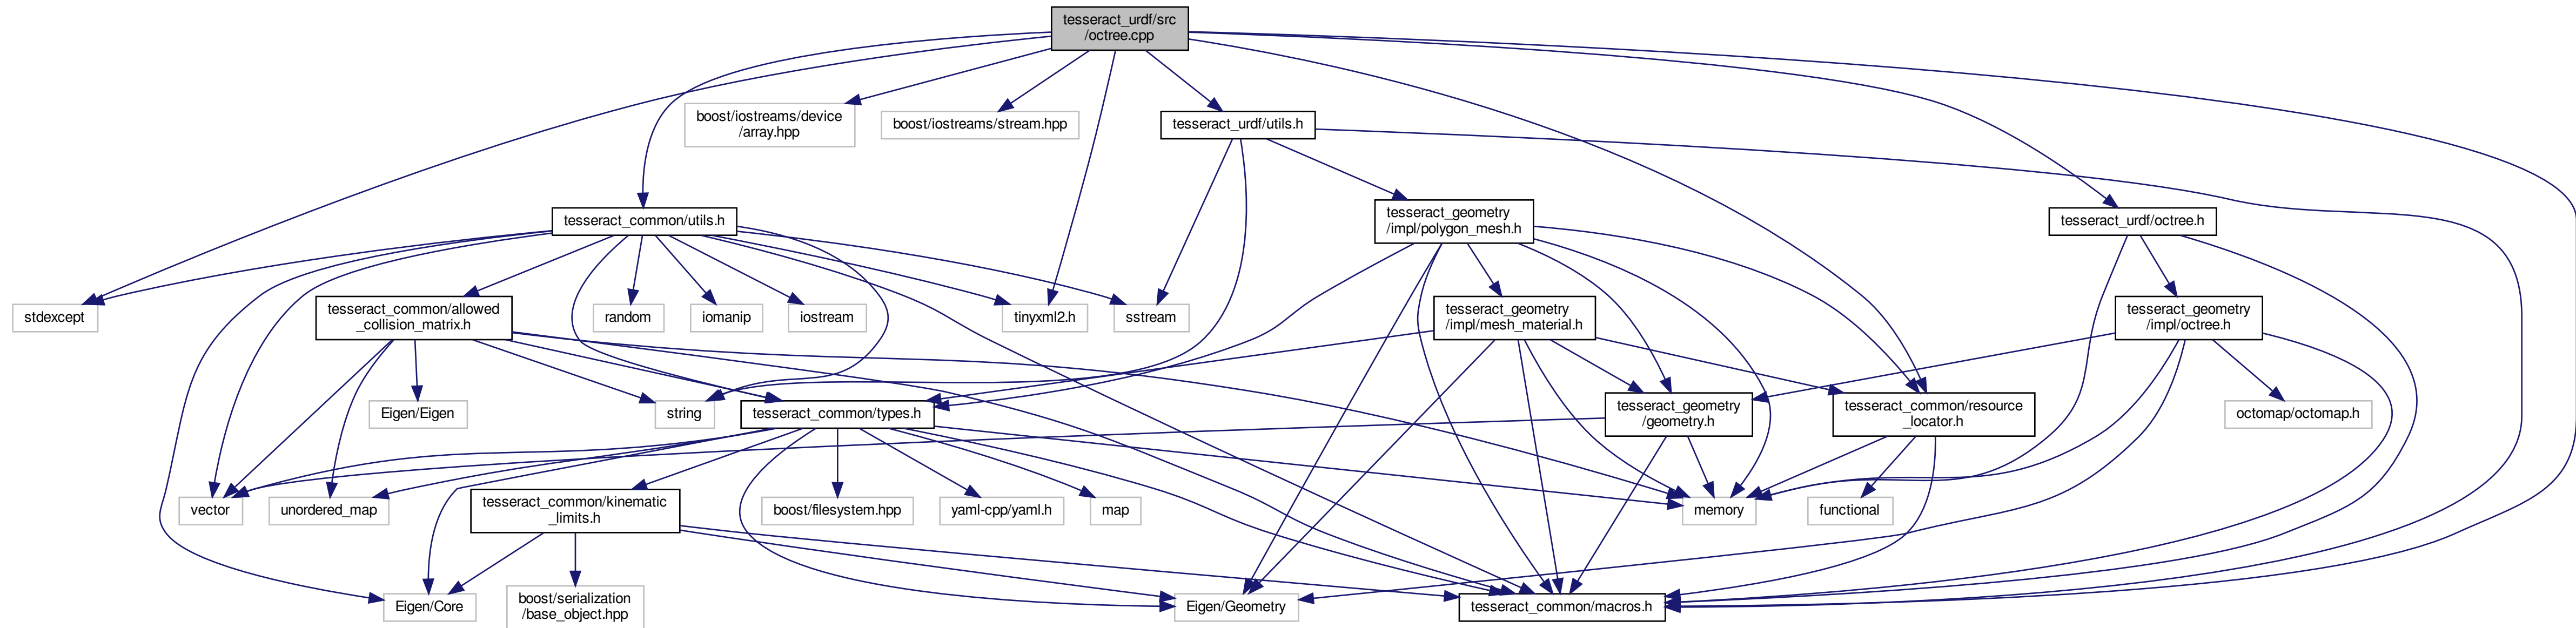 tesseract_urdf/src
/octree.cpp
boost/iostreams/device
/array.hpp
boost/iostreams/stream.hpp
tesseract_urdf/utils.h
tesseract_common/utils.h
tesseract_geometry
/impl/polygon_mesh.h
tesseract_urdf/octree.h
stdexcept
tesseract_common/allowed
_collision_matrix.h
random
iomanip
iostream
tinyxml2.h
sstream
tesseract_geometry
/impl/mesh_material.h
tesseract_geometry
/impl/octree.h
Eigen/Eigen
string
tesseract_common/types.h
tesseract_geometry
/geometry.h
tesseract_common/resource
_locator.h
octomap/octomap.h
vector
unordered_map
tesseract_common/kinematic
_limits.h
boost/filesystem.hpp
yaml-cpp/yaml.h
map
memory
functional
Eigen/Core
boost/serialization
/base_object.hpp
Eigen/Geometry
tesseract_common/macros.h